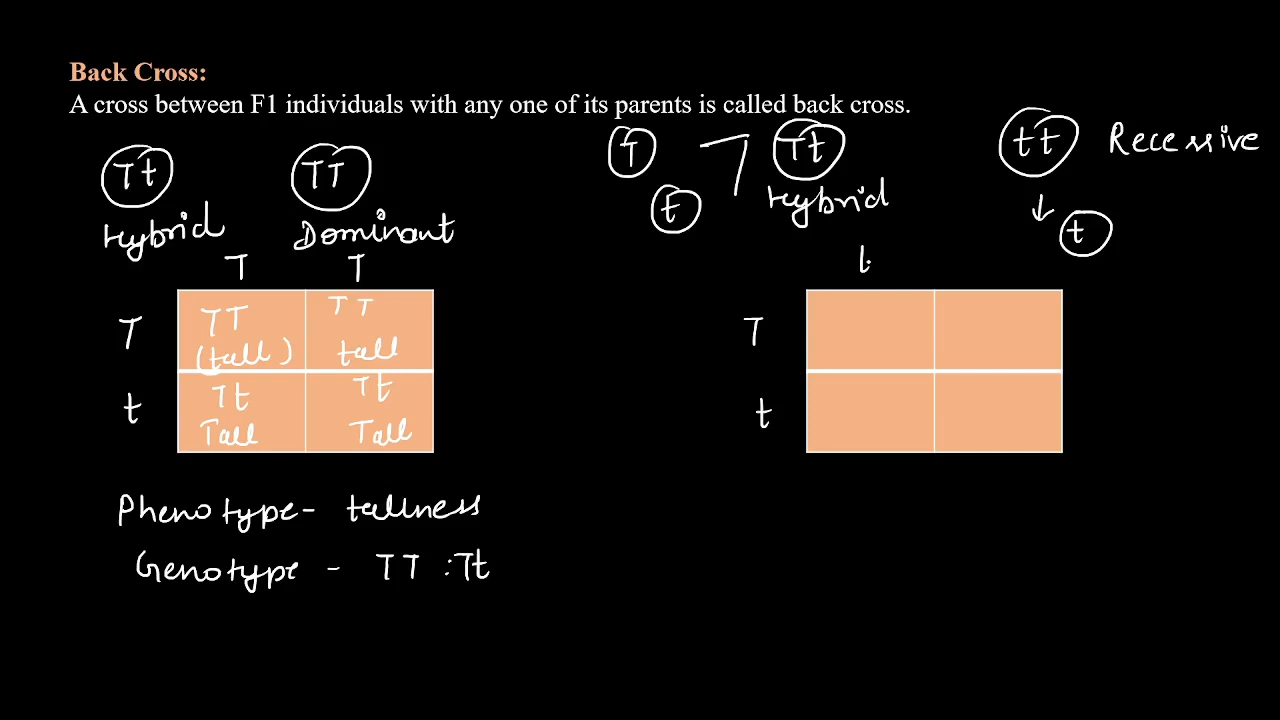 Back Cross:
A cross between F1 individuals with any one of its parents is called back cross.
Tt TT T Tt tt Recessive
Hybrid Dominant t Hybrid t
T T
T TT TT
(tall) tall
t Tt Tt
Tall Tall
T
t
Phenotype - tallness
Genotype - TT : Tt